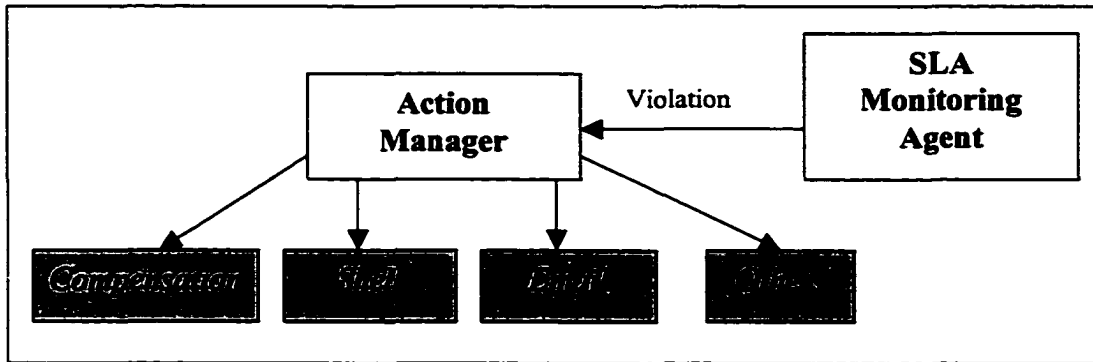 SLA
Monitoring
Agent
Violation
Action
Manager
Compensation
Email